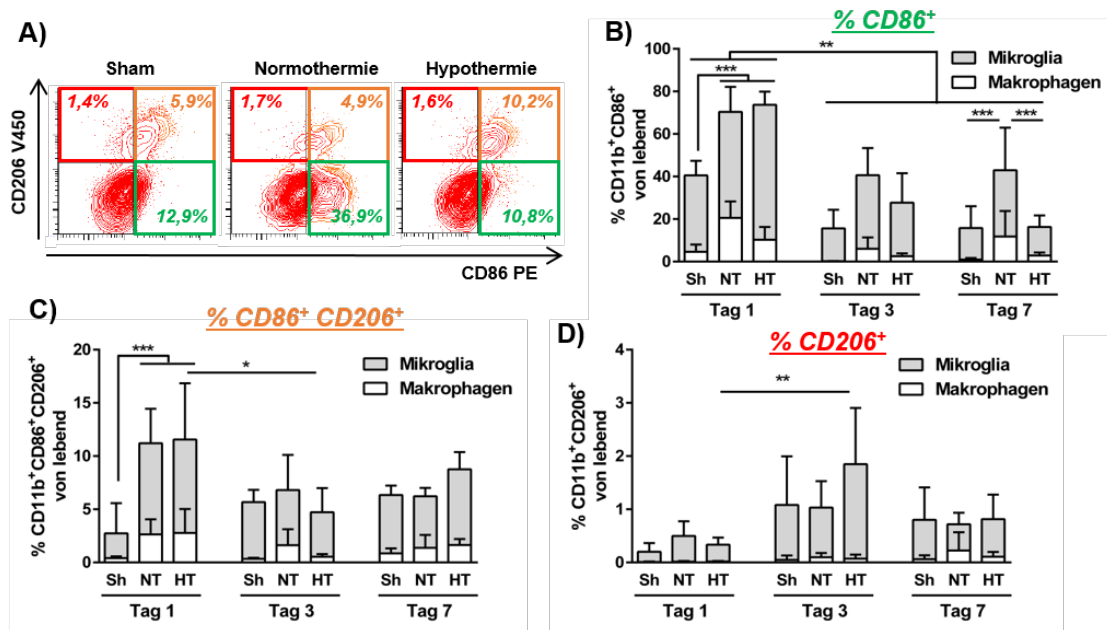 A)
Sham
Normothermie
Hypothermie
CD206 V450
1,4%
5,9%
12,9%
1,7%
4,9%
36,9%
1,6%
10,2%
10,8%
CD86 PE
B)
% CD86+
% CD11b+CD86+
von lebend
100
80
60
40
20
0
**
***
*** ***
Mikroglia
Makrophagen
Sh NT HT Sh NT HT Sh NT HT
Tag 1 Tag 3 Tag 7
C)
% CD86+ CD206+
% CD11b+CD86+CD206+
von lebend
20
15
10
5
0
***
*
Mikroglia
Makrophagen
Sh NT HT Sh NT HT Sh NT HT
Tag 1 Tag 3 Tag 7
D)
% CD206+
% CD11b+CD206+
von lebend
4
3
2
1
0
**
Mikroglia
Makrophagen
Sh NT HT Sh NT HT Sh NT HT
Tag 1 Tag 3 Tag 7